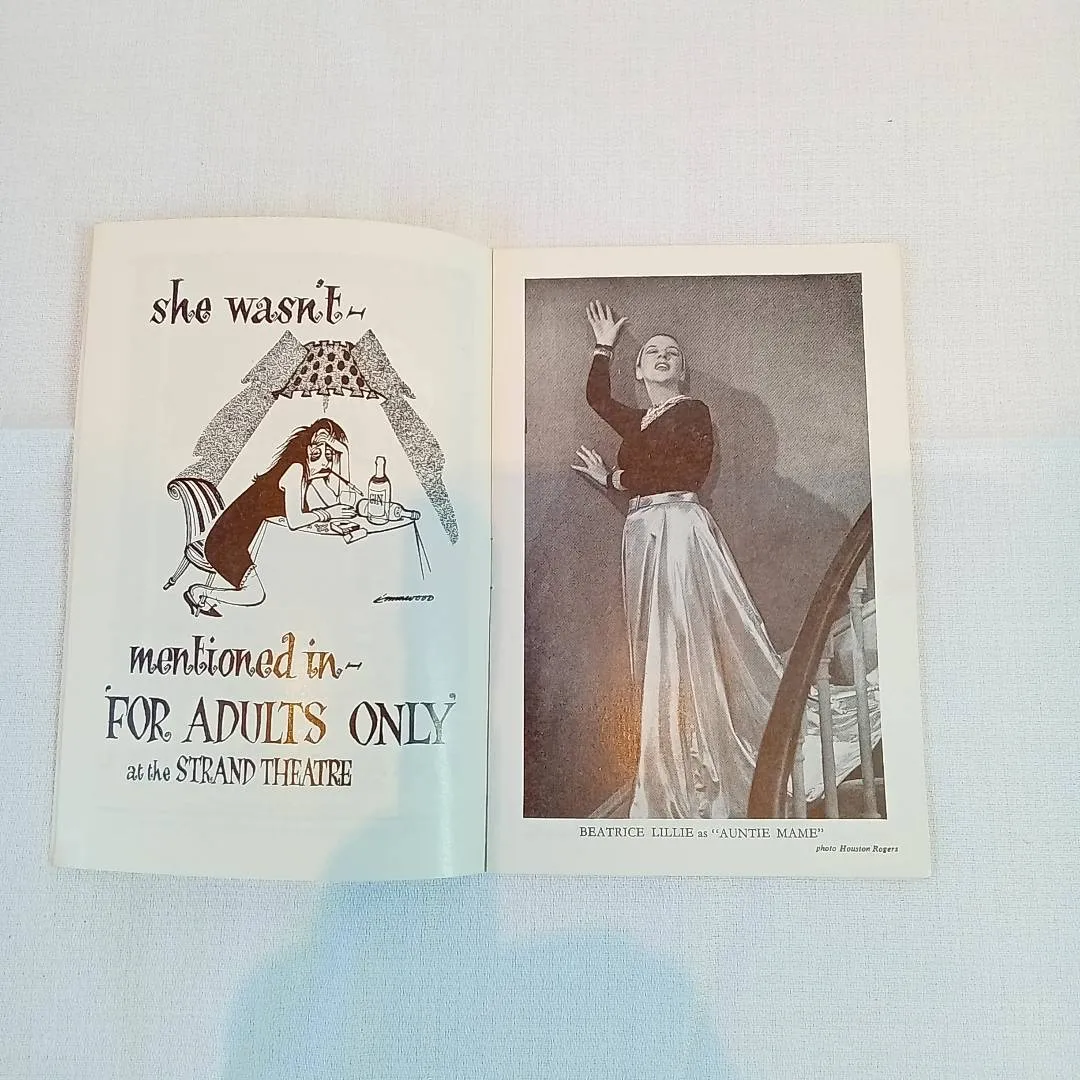 she wasn't-
GIN
Emmwood
mentioned in-
'FOR ADULTS ONLY'
at the STRAND THEATRE
BEATRICE LILLIE as "AUNTIE MAME"
photo Houston Rogers